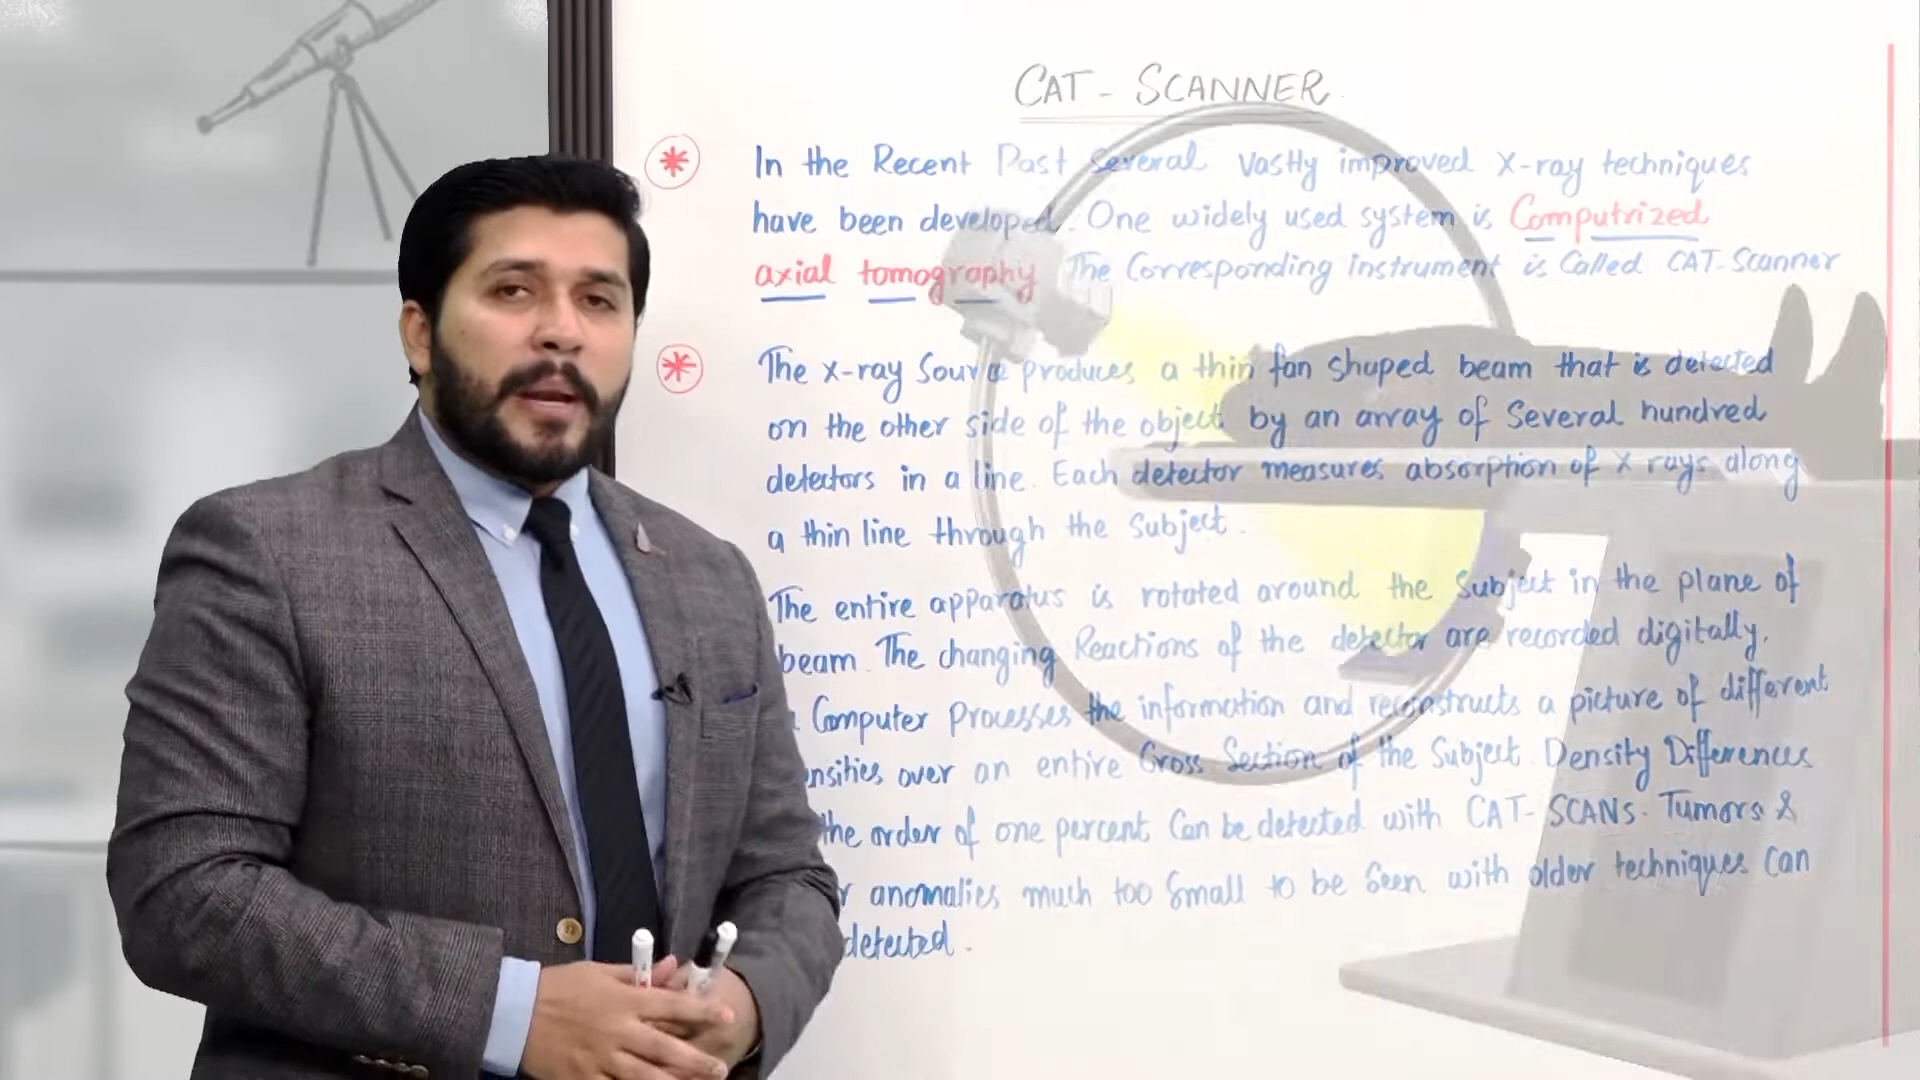 CAT - SCANNER
In the Recent Past Several Vastly improved X-ray techniques
have been developed. One widely used system is Computrized
axial tomography The Corresponding instrument is Called CAT-Scanner
The X-ray Source produces a thin fan shaped beam that is detected
on the other side of the object by an array of Several hundred
detectors in a line. Each detector measures absorption of X rays along
a thin line through the Subject.
The entire apparatus is rotated around the Subject in the plane of
beam. The changing Reactions of the detector are recorded digitally.
Computer Processes the information and reconstructs a picture of different
over an entire Cross Section of the Subject. Density Differences
the order of one percent Can be detected with CAT-SCANs. Tumors &
anomalies much too Small to be Seen with older techniques Can
detected.